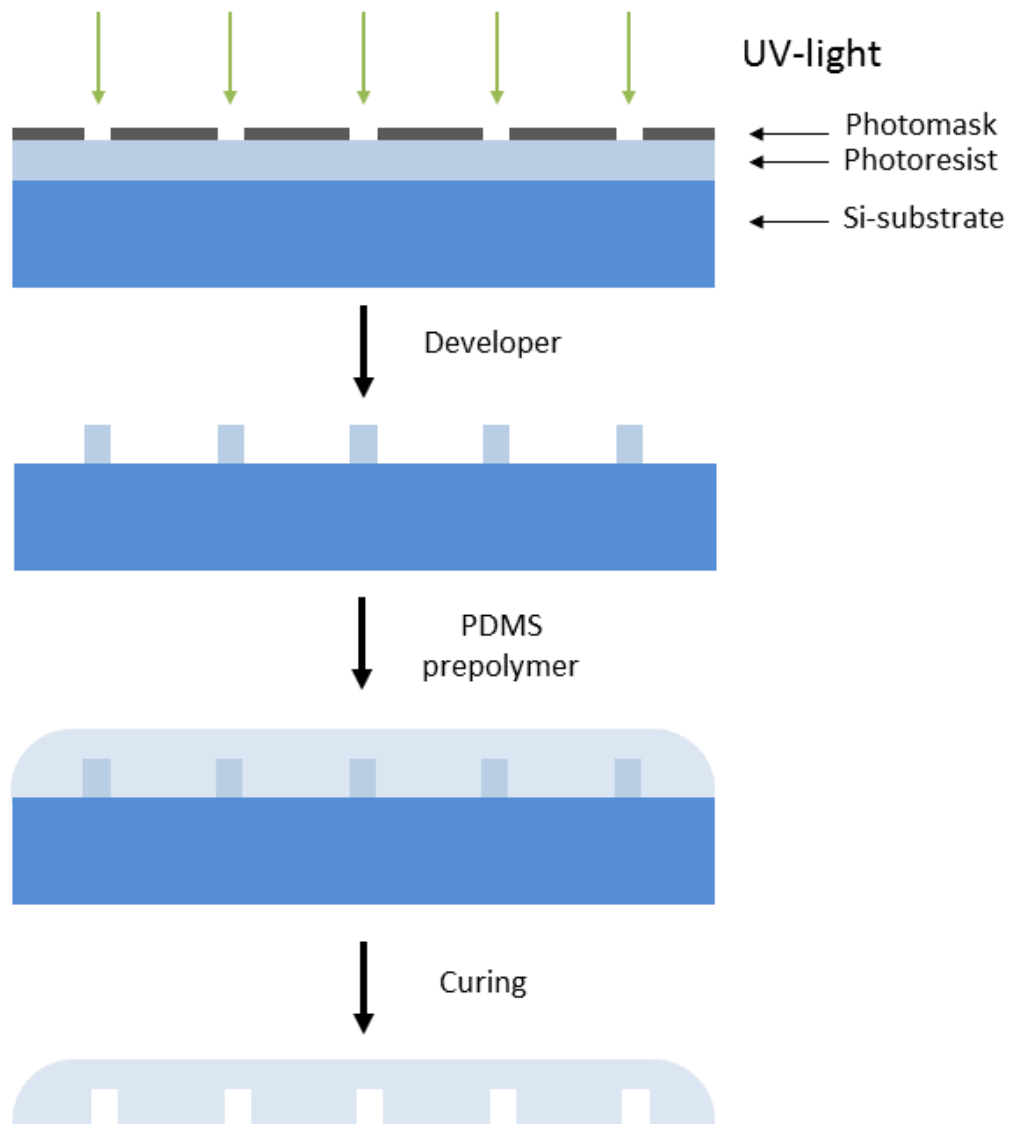 UV-light
Photomask
Photoresist
Si-substrate
Developer
PDMS
prepolymer
Curing